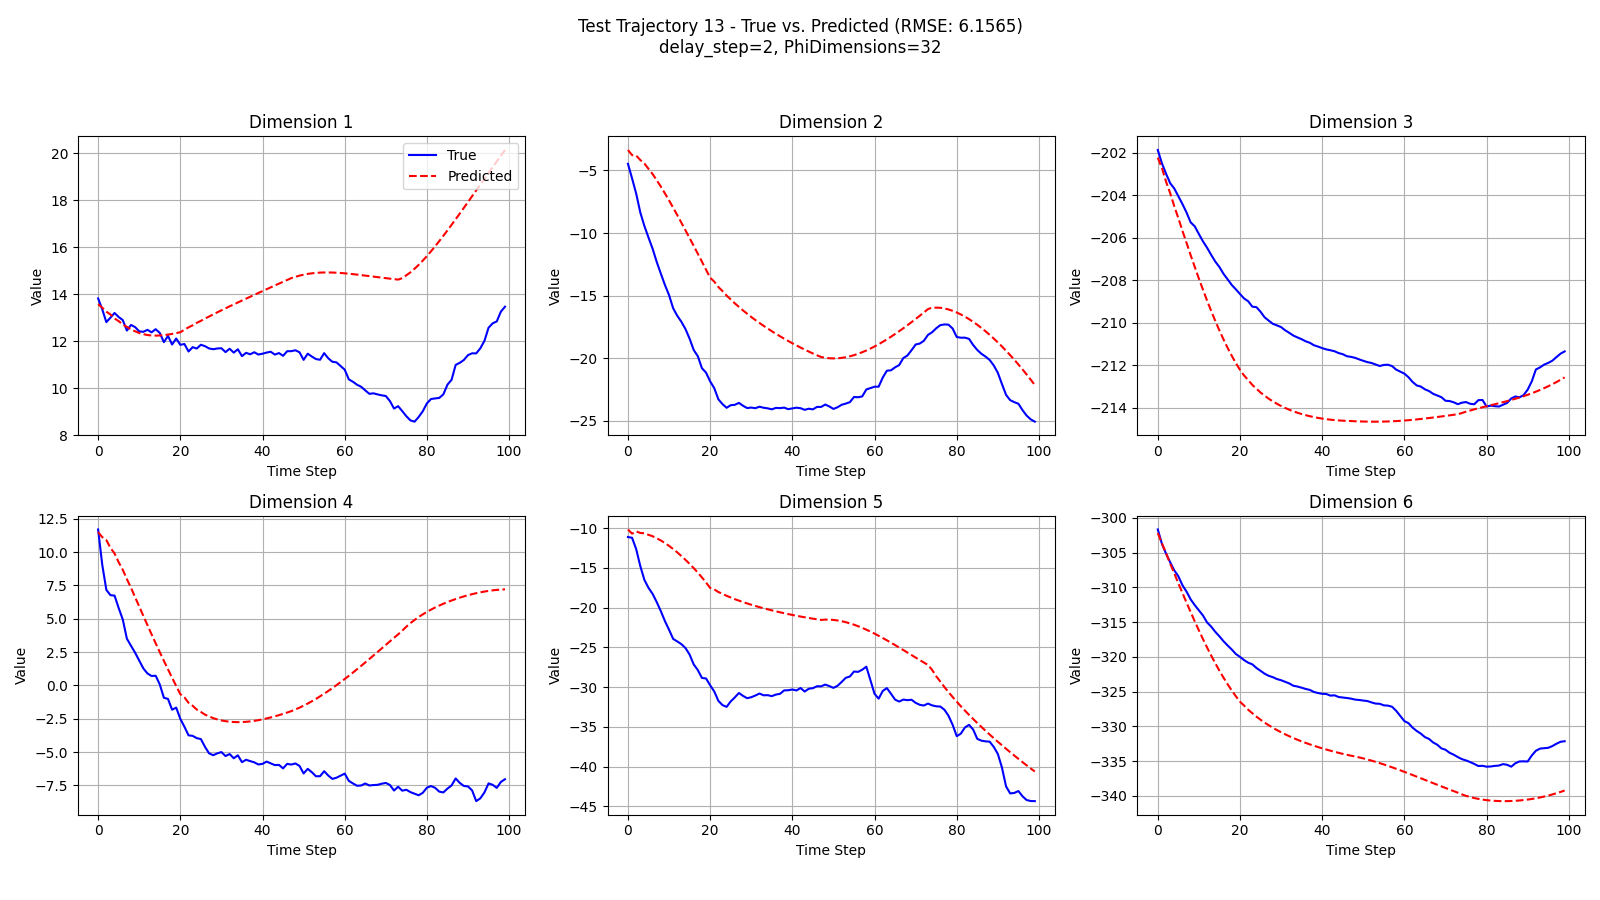 Test Trajectory 13 - True vs. Predicted (RMSE: 6.1565)
delay_step=2, PhiDimensions=32
Dimension 1
Value
20
18
16
14
12
10
8
0 20 40 60 80 100
Time Step
True
Predicted
Dimension 2
Value
−5
−10
−15
−20
−25
0 20 40 60 80 100
Time Step
Dimension 3
Value
−202
−204
−206
−208
−210
−212
−214
0 20 40 60 80 100
Time Step
Dimension 4
Value
12.5
10.0
7.5
5.0
2.5
0.0
−2.5
−5.0
−7.5
0 20 40 60 80 100
Time Step
Dimension 5
Value
−10
−15
−20
−25
−30
−35
−40
−45
0 20 40 60 80 100
Time Step
Dimension 6
Value
−300
−305
−310
−315
−320
−325
−330
−335
−340
0 20 40 60 80 100
Time Step